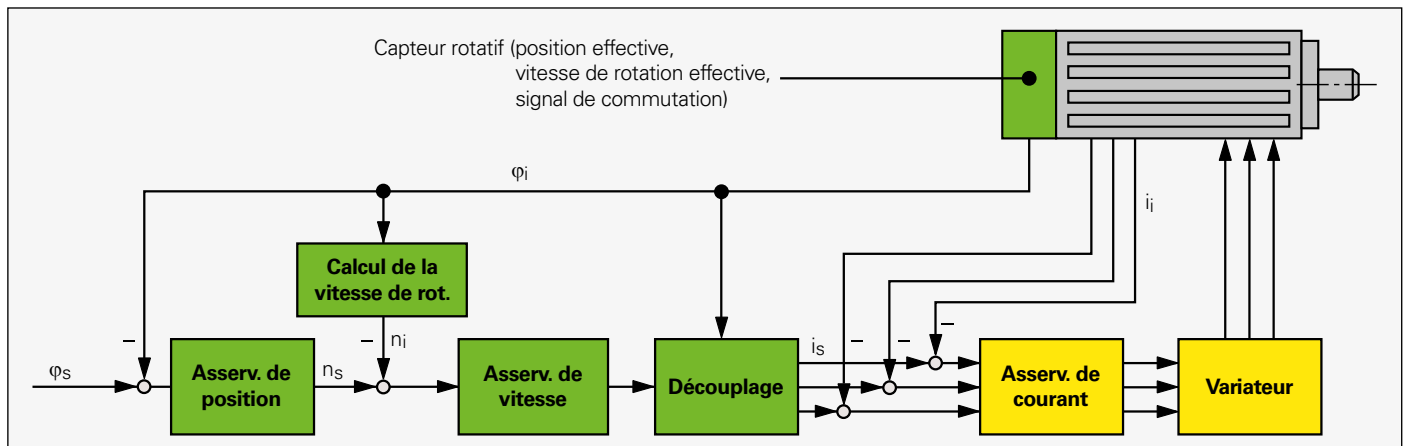 Capteur rotatif (position effective,
vitesse de rotation effective,
signal de commutation)
φi
ii
Calcul de la
vitesse de rot.
–
–
ni
is
–
–
–
φs
Asserv. de
position
ns
Asserv. de
vitesse
Découplage
Asserv. de
courant
Variateur